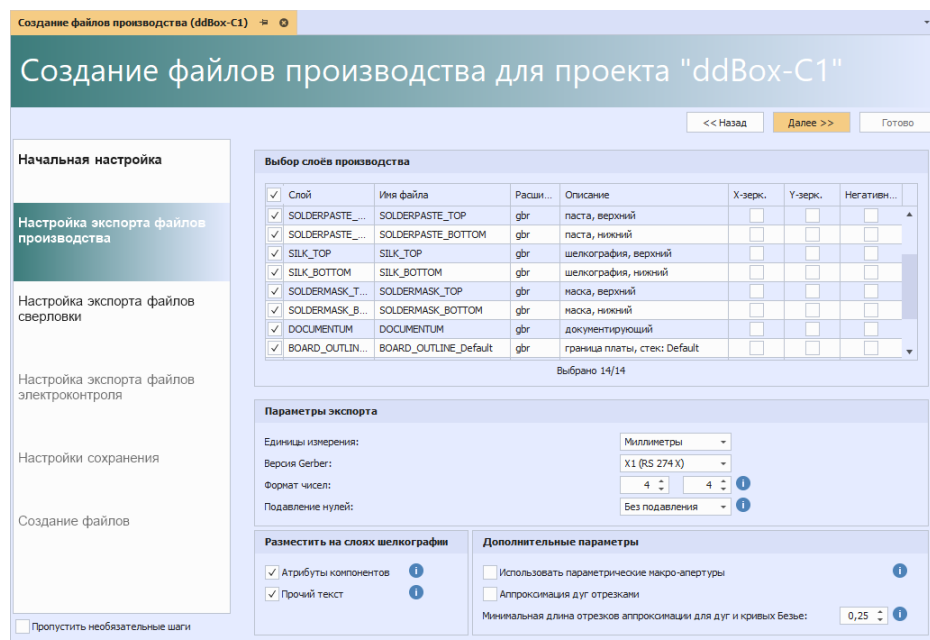 Создание файлов производства (ddBox-C1)
Создание файлов производства для проекта "ddBox-C1"
<< Назад Далее >> Готово
Начальная настройка
Настройка экспорта файлов
производства
Настройка экспорта файлов
сверловки
Настройка экспорта файлов
электроконтроля
Настройки сохранения
Создание файлов
Пропустить необязательные шаги
Выбор слоёв производства
Слой Имя файла Расши... Описание X-зерк. Y-зерк. Негативн...
SOLDERPASTE_... SOLDERPASTE_TOP gbr паста, верхний
SOLDERPASTE_... SOLDERPASTE_BOTTOM gbr паста, нижний
SILK_TOP SILK_TOP gbr шелкография, верхний
SILK_BOTTOM SILK_BOTTOM gbr шелкография, нижний
SOLDERMASK_T... SOLDERMASK_TOP gbr маска, верхний
SOLDERMASK_B... SOLDERMASK_BOTTOM gbr маска, нижний
DOCUMENTUM DOCUMENTUM gbr документирующий
BOARD_OUTLIN... BOARD_OUTLINE_Default gbr граница платы, стек: Default
Выбрано 14/14
Параметры экспорта
Единицы измерения: Миллиметры
Версия Gerber: X1 (RS 274 X)
Формат чисел: 4 4
Подавление нулей: Без подавления
Разместить на слоях шелкографии
Атрибуты компонентов
Прочий текст
Дополнительные параметры
Использовать параметрические макро-апертуры
Аппроксимация дуг отрезками
Минимальная длина отрезков аппроксимации для дуг и кривых Безье: 0,25